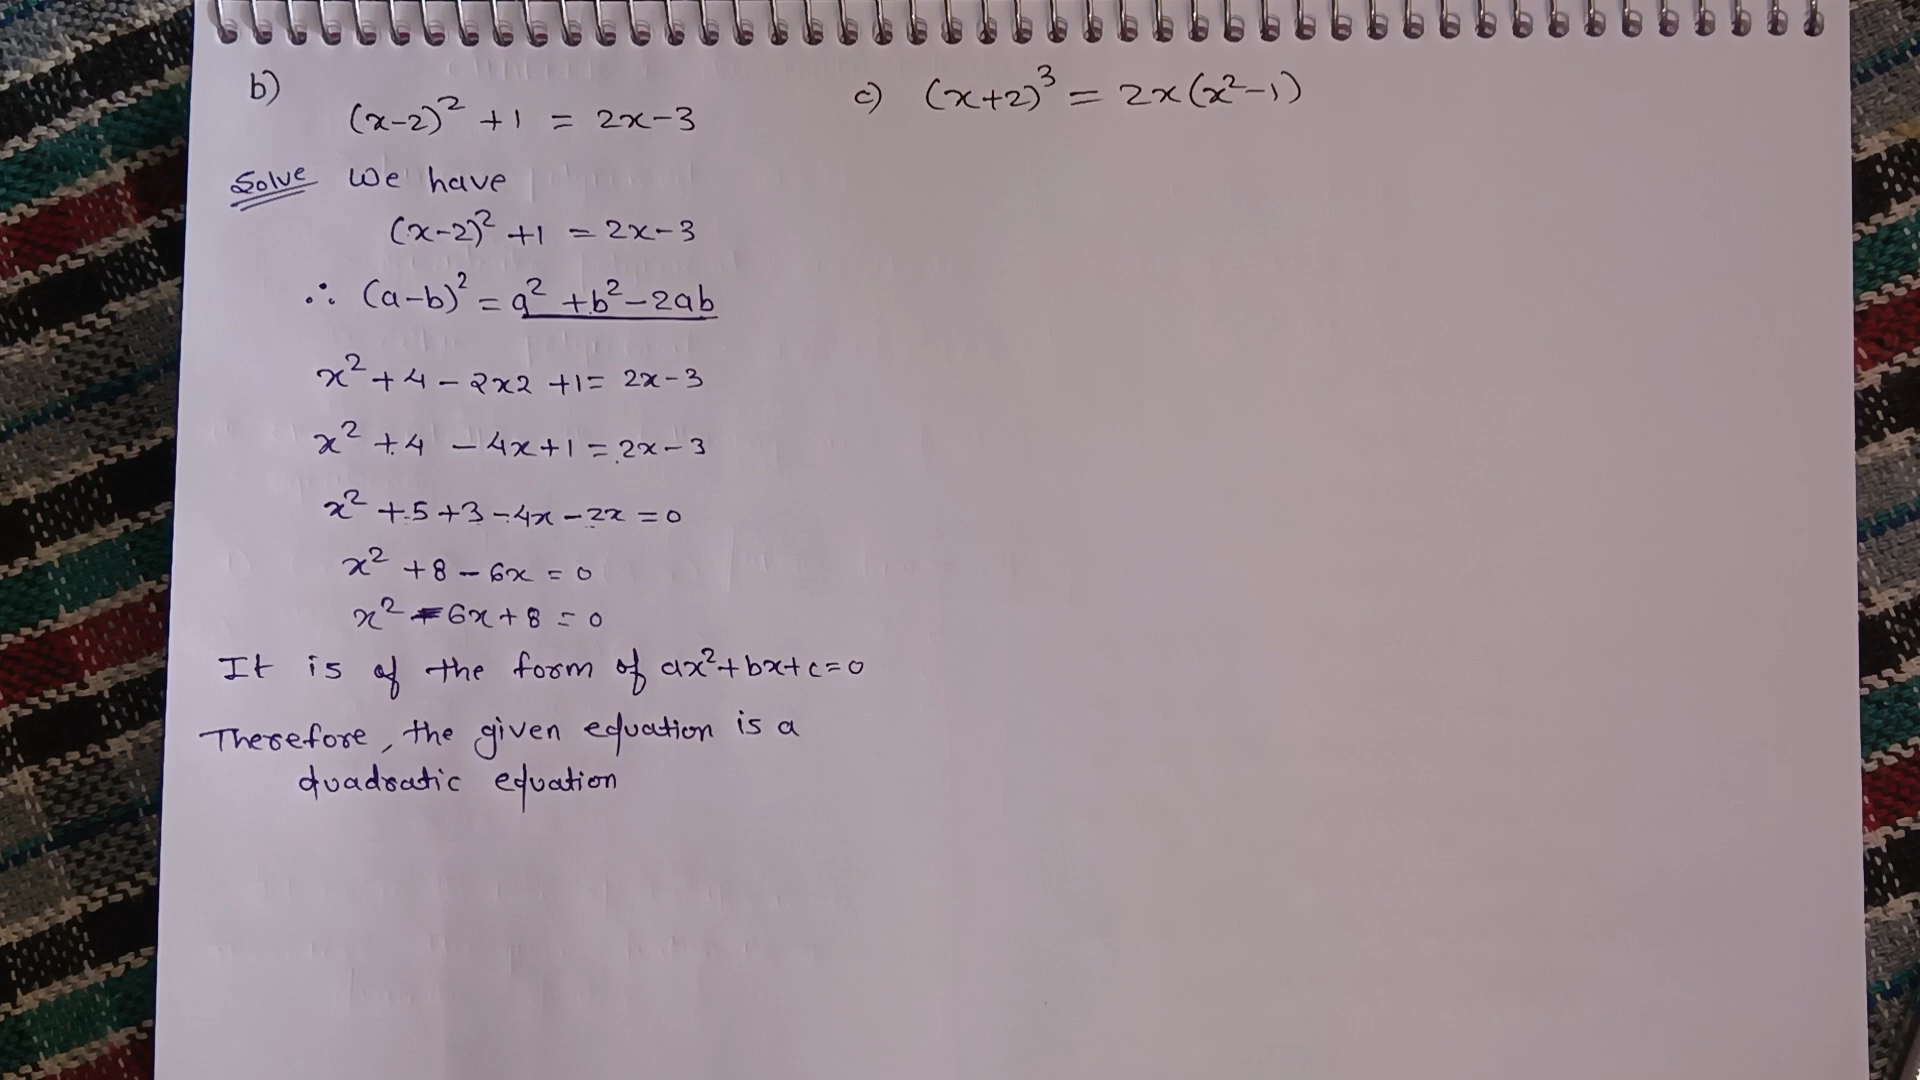 b)
(x-2)² +1 = 2x-3
Solve We have
(x-2)² +1 = 2x-3
∴ (a-b)² = a² +b²-2ab
x² +4 - 2x2 +1= 2x-3
x² +4 - 4x+1 = 2x-3
x² +5+3-4x-2x =0
x² +8-6x = 0
x² -6x+8 = 0
It is of the form of ax²+bx+c=0
Therefore, the given equation is a
quadratic equation
c) (x+2)³ = 2x(x²-1)